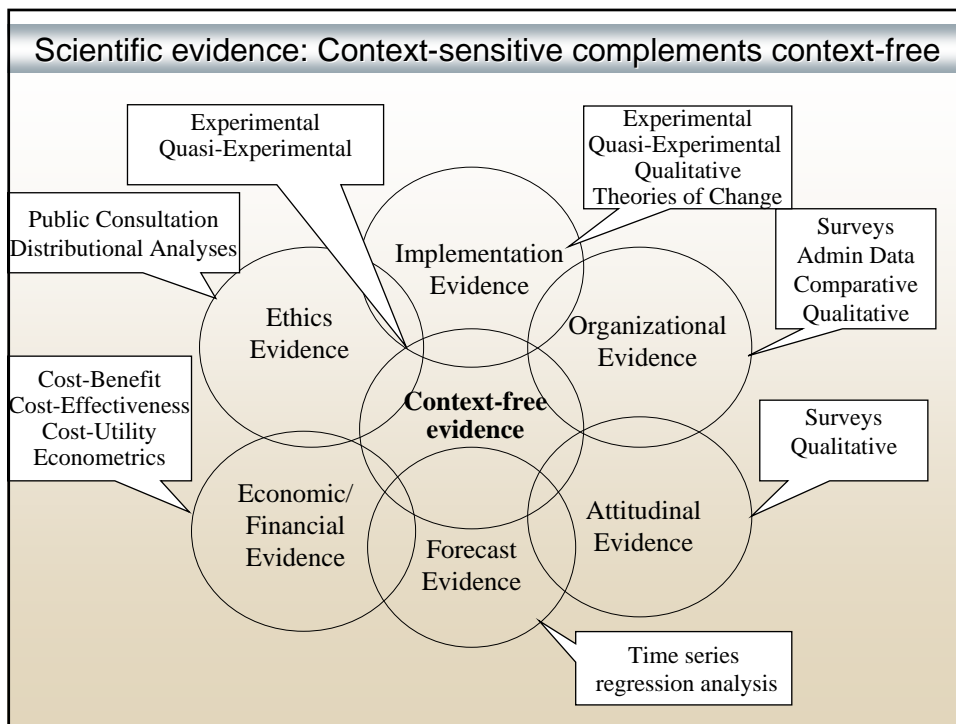 Scientific evidence: Context-sensitive complements context-free
Experimental
Quasi-Experimental
Experimental
Quasi-Experimental
Qualitative
Theories of Change
Public Consultation
Distributional Analyses
Surveys
Admin Data
Comparative
Qualitative
Implementation
Evidence
Ethics
Evidence
Organizational
Evidence
Cost-Benefit
Cost-Effectiveness
Cost-Utility
Econometrics
Context-free
evidence
Surveys
Qualitative
Economic/
Financial
Evidence
Forecast
Evidence
Attitudinal
Evidence
Time series
regression analysis